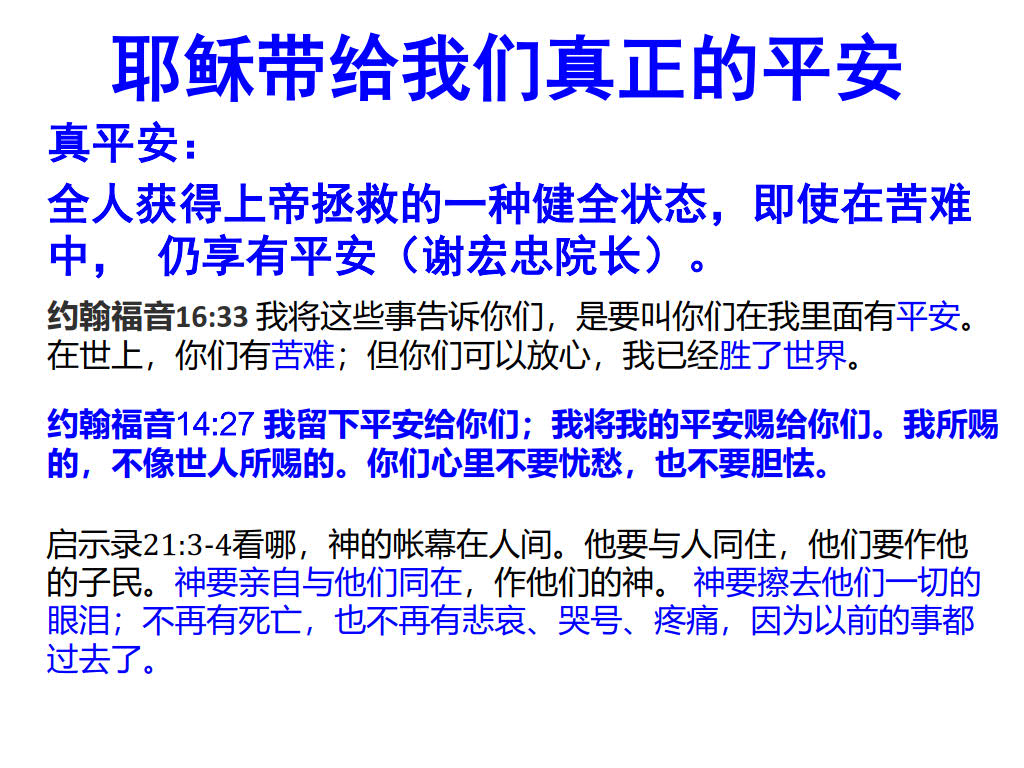 耶稣带给我们真正的平安
真平安：
全人获得上帝拯救的一种健全状态，即使在苦难
中， 仍享有平安（谢宏忠院长）。
约翰福音16:33 我将这些事告诉你们，是要叫你们在我里面有平安。
在世上，你们有苦难；但你们可以放心，我已经胜了世界。
约翰福音14:27 我留下平安给你们；我将我的平安赐给你们。我所赐
的，不像世人所赐的。你们心里不要忧愁，也不要胆怯。
启示录21:3-4看哪，神的帐幕在人间。他要与人同住，他们要作他
的子民。神要亲自与他们同在，作他们的神。 神要擦去他们一切的
眼泪；不再有死亡，也不再有悲哀、哭号、疼痛，因为以前的事都
过去了。